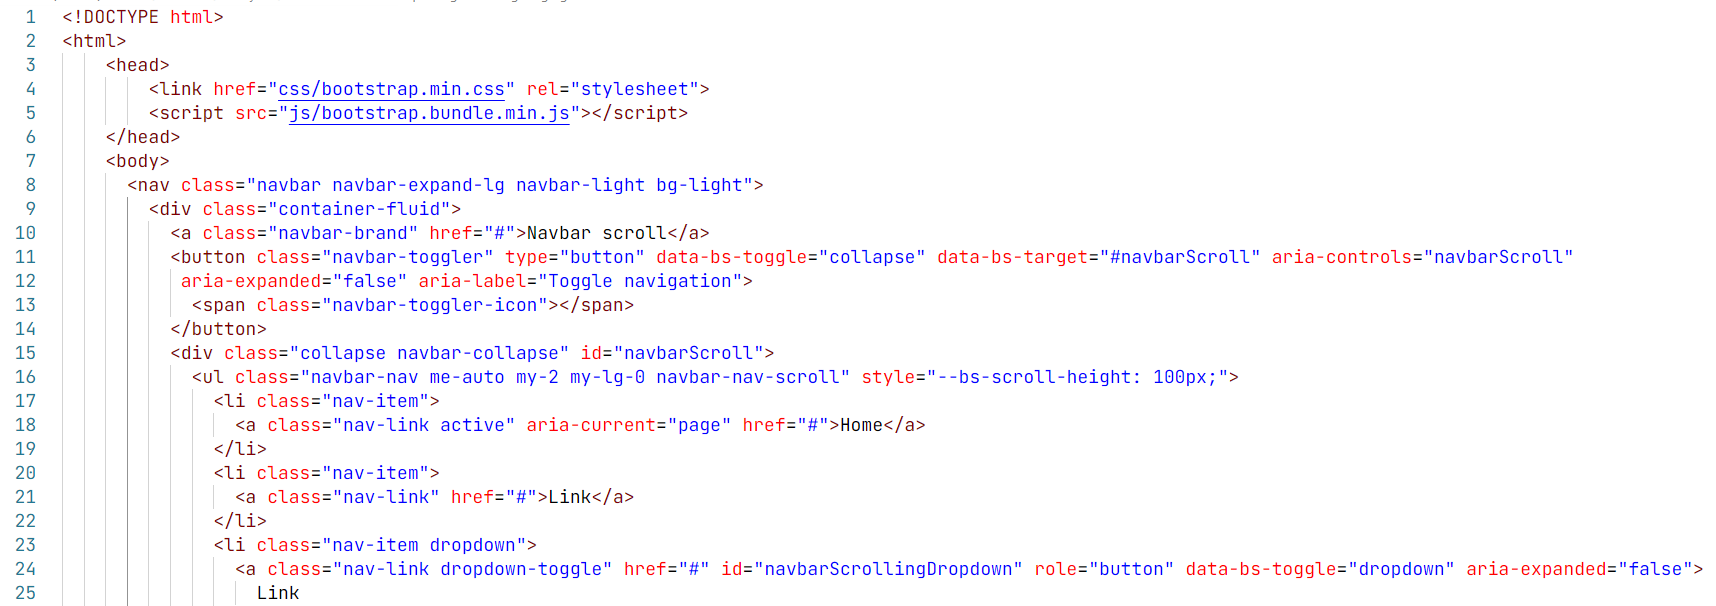 1 <!DOCTYPE html>
2 <html>
3 <head>
4 <link href="css/bootstrap.min.css" rel="stylesheet">
5 <script src="js/bootstrap.bundle.min.js"></script>
6 </head>
7 <body>
8 <nav class="navbar navbar-expand-lg navbar-light bg-light">
9 <div class="container-fluid">
10 <a class="navbar-brand" href="#">Navbar scroll</a>
11 <button class="navbar-toggler" type="button" data-bs-toggle="collapse" data-bs-target="#navbarScroll" aria-controls="navbarScroll"
12 aria-expanded="false" aria-label="Toggle navigation">
13 <span class="navbar-toggler-icon"></span>
14 </button>
15 <div class="collapse navbar-collapse" id="navbarScroll">
16 <ul class="navbar-nav me-auto my-2 my-lg-0 navbar-nav-scroll" style="--bs-scroll-height: 100px;">
17 <li class="nav-item">
18 <a class="nav-link active" aria-current="page" href="#">Home</a>
19 </li>
20 <li class="nav-item">
21 <a class="nav-link" href="#">Link</a>
22 </li>
23 <li class="nav-item dropdown">
24 <a class="nav-link dropdown-toggle" href="#" id="navbarScrollingDropdown" role="button" data-bs-toggle="dropdown" aria-expanded="false">
25 Link